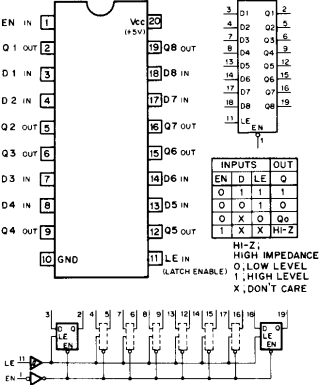 EN IN 1
Q1 OUT 2
D1 IN 3
D2 IN 4
Q2 OUT 5
Q3 OUT 6
D3 IN 7
D4 IN 8
Q4 OUT 9
10 GND
Vcc 20
(+5V)
19 Q8 OUT
18 D8 IN
17 D7 IN
16 Q7 OUT
15 Q6 OUT
14 D6 IN
13 D5 IN
12 Q5 OUT
11 LE IN
(LATCH ENABLE)
3 D1 Q1 2
4 D2 Q2 5
7 D3 Q3 6
8 D4 Q4 9
13 D5 Q5 12
14 D6 Q6 15
17 D7 Q7 16
18 D8 Q8 19
11 LE
EN
1
INPUTS OUT
EN D LE Q
0 1 1 1
0 0 1 0
0 X 0 Qo
1 X X HI-Z
HI-Z;
HIGH IMPEDANCE
0; LOW LEVEL
1; HIGH LEVEL
X; DON'T CARE
3 2 4 5 7 6 8 9 13 12 14 15 17 16 18 19
D Q
LE
EN
D Q
LE
EN
LE 11
EN 1